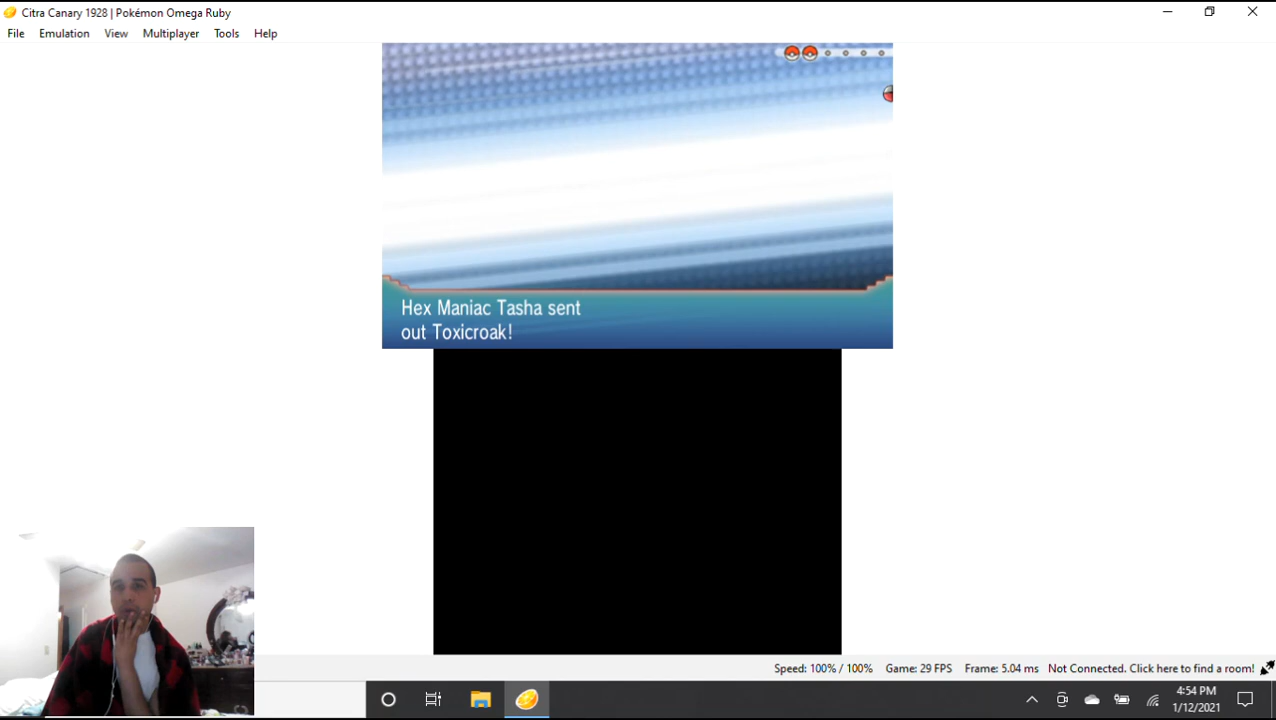 Citra Canary 1928 | Pokémon Omega Ruby
File Emulation View Multiplayer Tools Help
Hex Maniac Tasha sent
out Toxicroak!
Speed: 100% / 100% Game: 29 FPS Frame: 5.04 ms Not Connected. Click here to find a room!
4:54 PM
1/12/2021